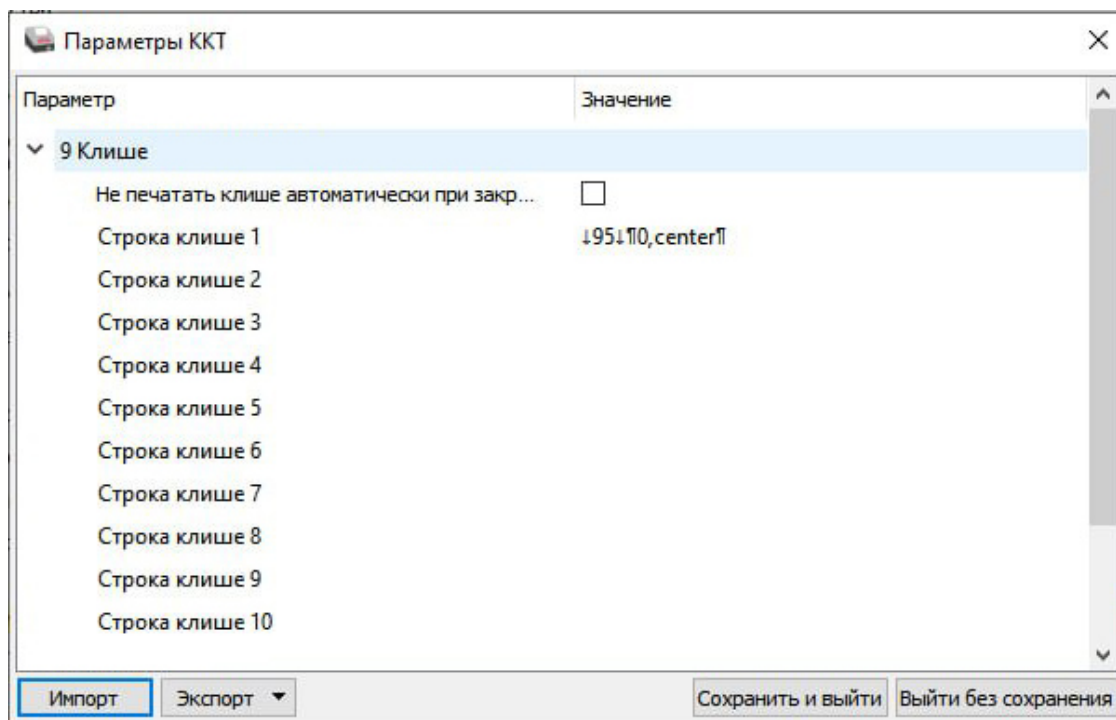 Параметры ККТ
Параметр Значение
9 Клише
Не печатать клише автоматически при закр...
Строка клише 1 ↓95↓¶0,center¶
Строка клише 2
Строка клише 3
Строка клише 4
Строка клише 5
Строка клише 6
Строка клише 7
Строка клише 8
Строка клише 9
Строка клише 10
Импорт Экспорт Сохранить и выйти Выйти без сохранения